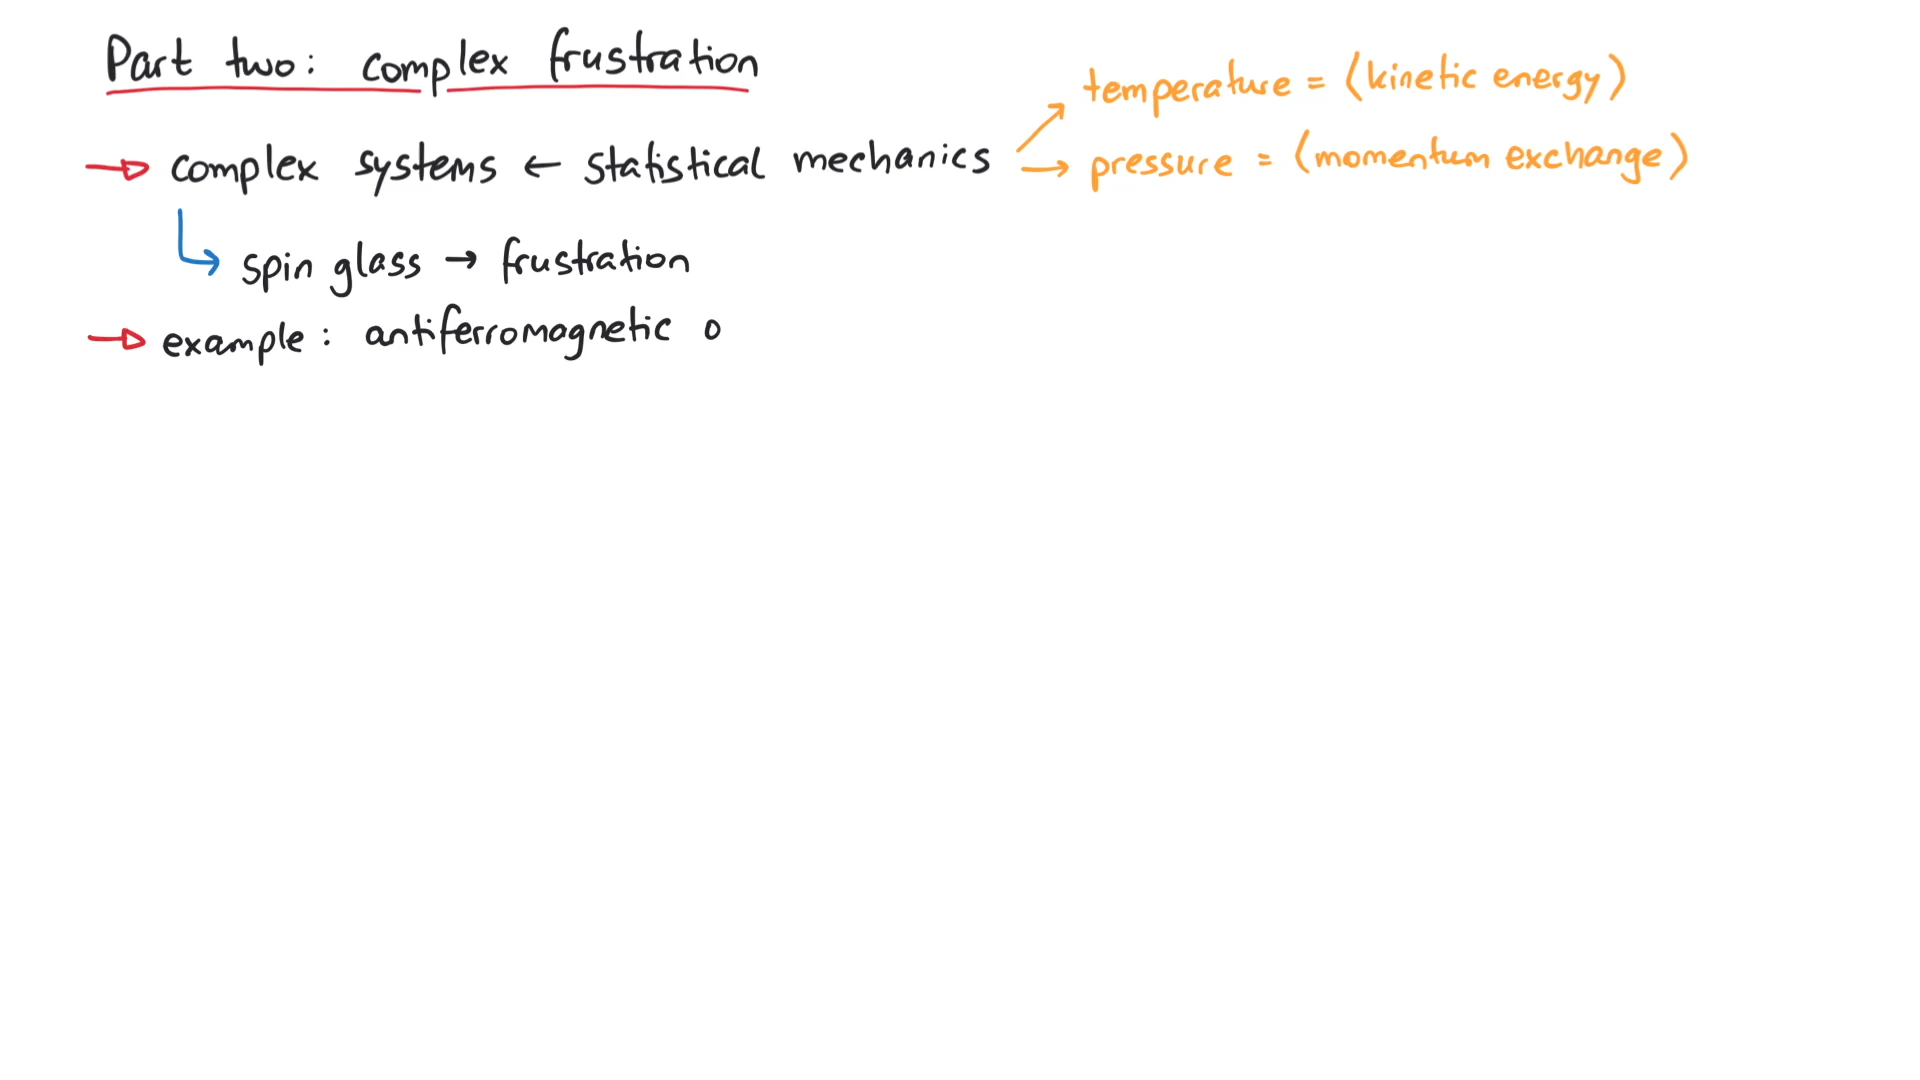 Part two: complex frustration
temperature = ⟨kinetic energy⟩
→ complex systems ← statistical mechanics
→ pressure = ⟨momentum exchange⟩
↳ spin glass → frustration
→ example: antiferromagnetic o